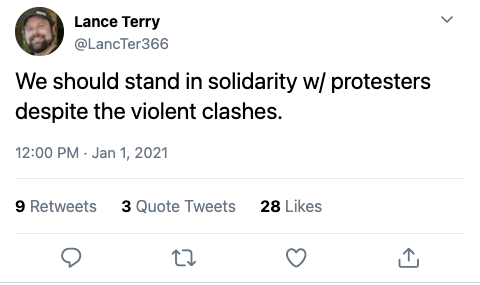 Lance Terry
@LancTer366
We should stand in solidarity w/ protesters
despite the violent clashes.
12:00 PM · Jan 1, 2021
9 Retweets 3 Quote Tweets 28 Likes